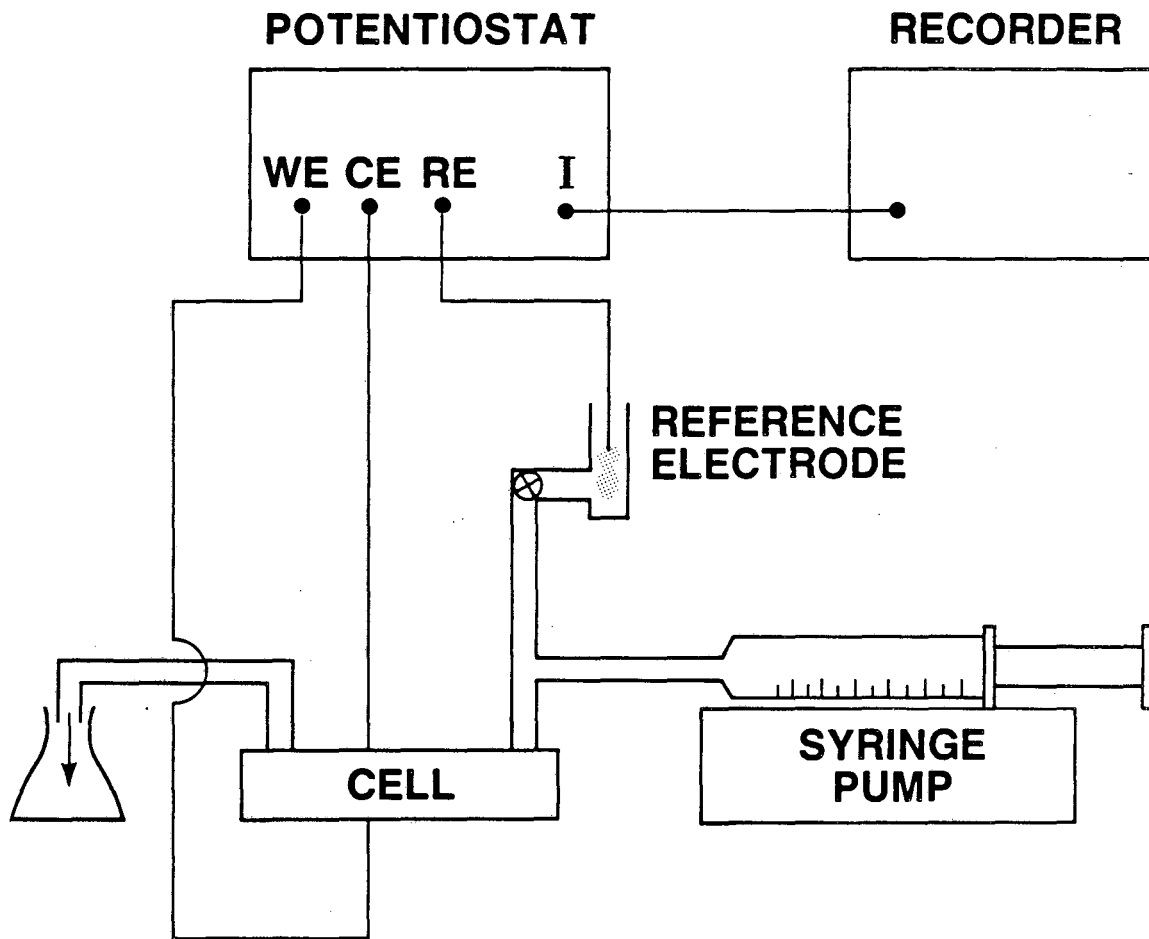 POTENTIOSTAT
RECORDER
WE CE RE I
REFERENCE
ELECTRODE
SYRINGE
PUMP
CELL